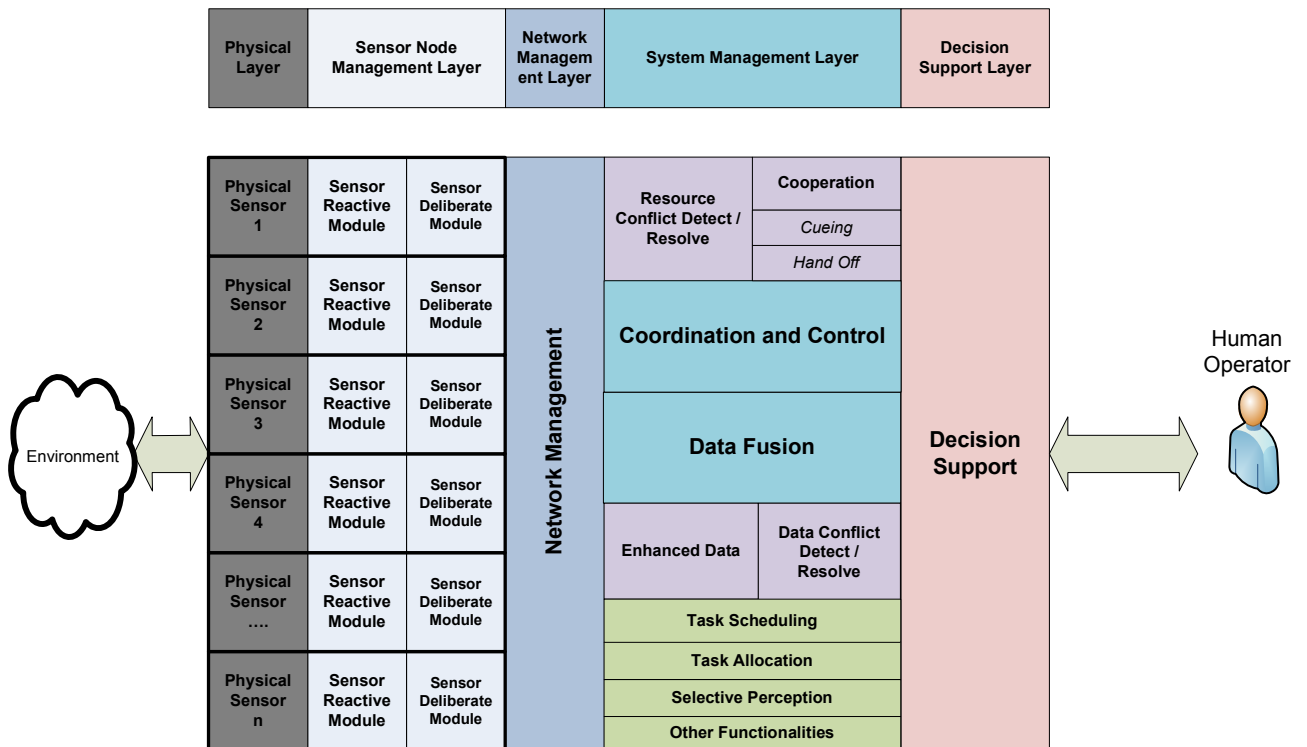 Physical
Layer
Sensor Node
Management Layer
Network
Managem
ent Layer
System Management Layer
Decision
Support Layer
Physical
Sensor
1
Sensor
Reactive
Module
Sensor
Deliberate
Module
Physical
Sensor
2
Sensor
Reactive
Module
Sensor
Deliberate
Module
Physical
Sensor
3
Sensor
Reactive
Module
Sensor
Deliberate
Module
Physical
Sensor
4
Sensor
Reactive
Module
Sensor
Deliberate
Module
Physical
Sensor
….
Sensor
Reactive
Module
Sensor
Deliberate
Module
Physical
Sensor
n
Sensor
Reactive
Module
Sensor
Deliberate
Module
Environment
Network Management
Resource
Conflict Detect /
Resolve
Cooperation
Cueing
Hand Off
Coordination and Control
Data Fusion
Enhanced Data
Data Conflict
Detect /
Resolve
Task Scheduling
Task Allocation
Selective Perception
Other Functionalities
Decision
Support
Human
Operator